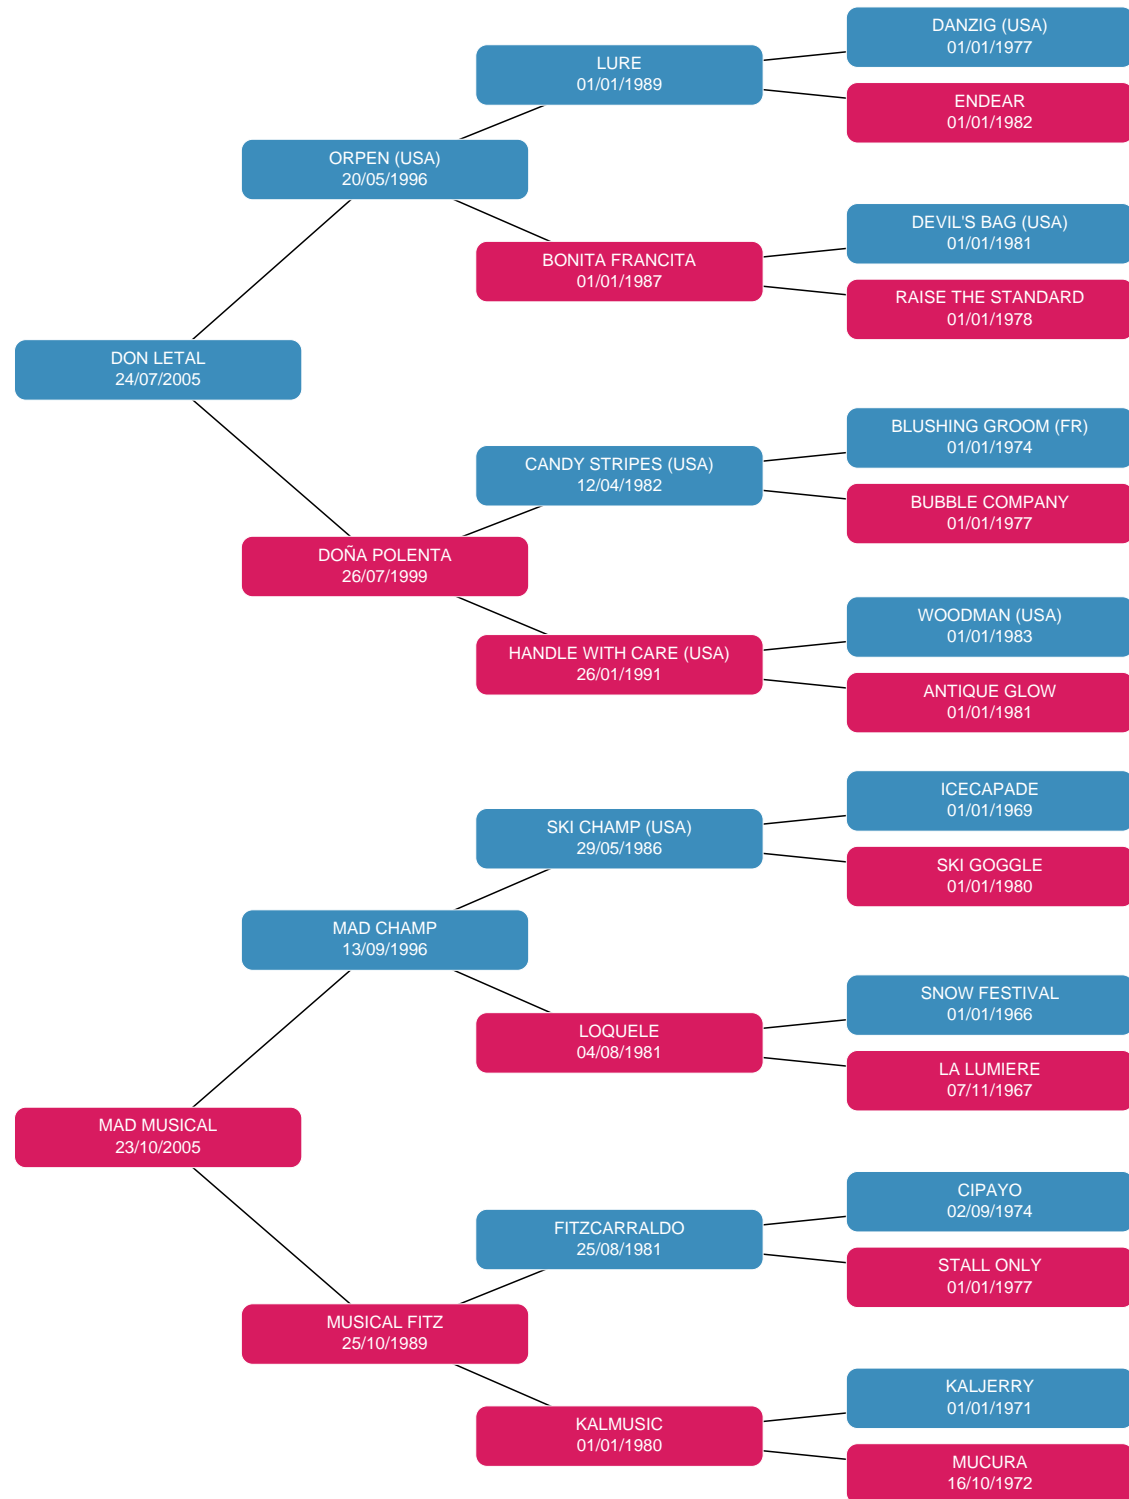 DANZIG (USA)
01/01/1977
LURE
01/01/1989
ENDEAR
01/01/1982
ORPEN (USA)
20/05/1996
DEVIL'S BAG (USA)
01/01/1981
BONITA FRANCITA
01/01/1987
RAISE THE STANDARD
01/01/1978
DON LETAL
24/07/2005
BLUSHING GROOM (FR)
01/01/1974
CANDY STRIPES (USA)
12/04/1982
BUBBLE COMPANY
01/01/1977
DOÑA POLENTA
26/07/1999
WOODMAN (USA)
01/01/1983
HANDLE WITH CARE (USA)
26/01/1991
ANTIQUE GLOW
01/01/1981
ICECAPADE
01/01/1969
SKI CHAMP (USA)
29/05/1986
SKI GOGGLE
01/01/1980
MAD CHAMP
13/09/1996
SNOW FESTIVAL
01/01/1966
LOQUELE
04/08/1981
LA LUMIERE
07/11/1967
MAD MUSICAL
23/10/2005
CIPAYO
02/09/1974
FITZCARRALDO
25/08/1981
STALL ONLY
01/01/1977
MUSICAL FITZ
25/10/1989
KALJERRY
01/01/1971
KALMUSIC
01/01/1980
MUCURA
16/10/1972